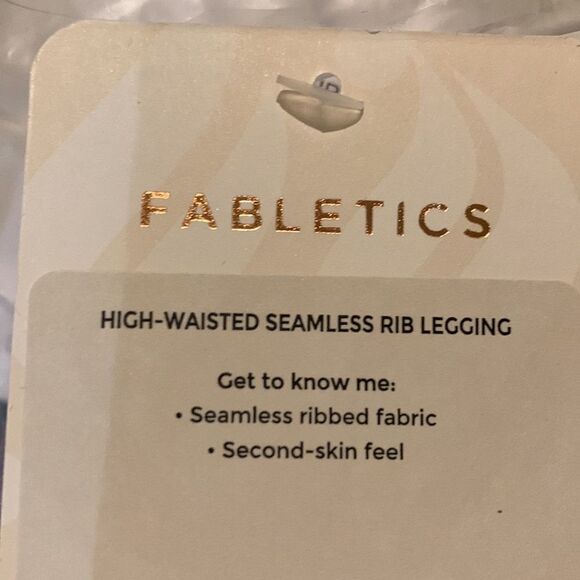 FABLETICS
HIGH-WAISTED SEAMLESS RIB LEGGING
Get to know me:
• Seamless ribbed fabric
• Second-skin feel